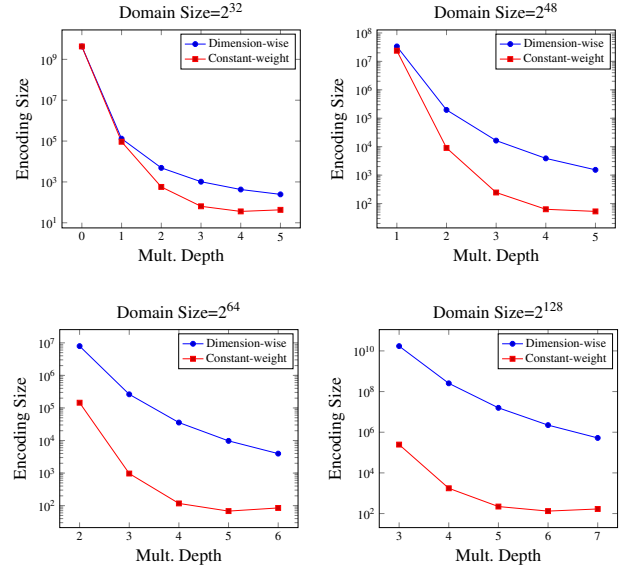 Domain Size=2^32
Dimension-wise
Constant-weight
10^9
10^7
10^5
10^3
10^1
0 1 2 3 4 5
Encoding Size
Mult. Depth
Domain Size=2^48
Dimension-wise
Constant-weight
10^8
10^7
10^6
10^5
10^4
10^3
10^2
1 2 3 4 5
Encoding Size
Mult. Depth
Domain Size=2^64
Dimension-wise
Constant-weight
10^7
10^6
10^5
10^4
10^3
10^2
2 3 4 5 6
Encoding Size
Mult. Depth
Domain Size=2^128
Dimension-wise
Constant-weight
10^10
10^8
10^6
10^4
10^2
3 4 5 6 7
Encoding Size
Mult. Depth